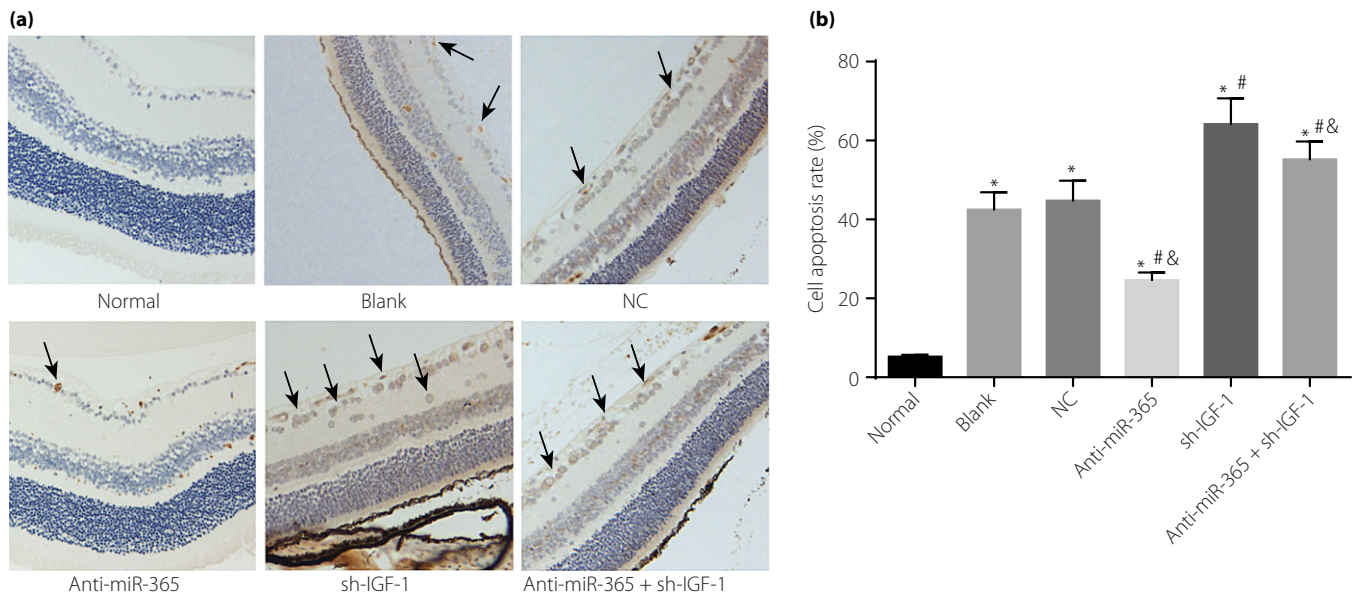 (a)
Normal
Blank
NC
Anti-miR-365
sh-IGF-1
Anti-miR-365 + sh-IGF-1
(b)
Cell apoptosis rate (%)
80
60
40
20
0
*
*
* # &
* #
* # &
Normal
Blank
NC
Anti-miR-365
sh-IGF-1
Anti-miR-365 + sh-IGF-1